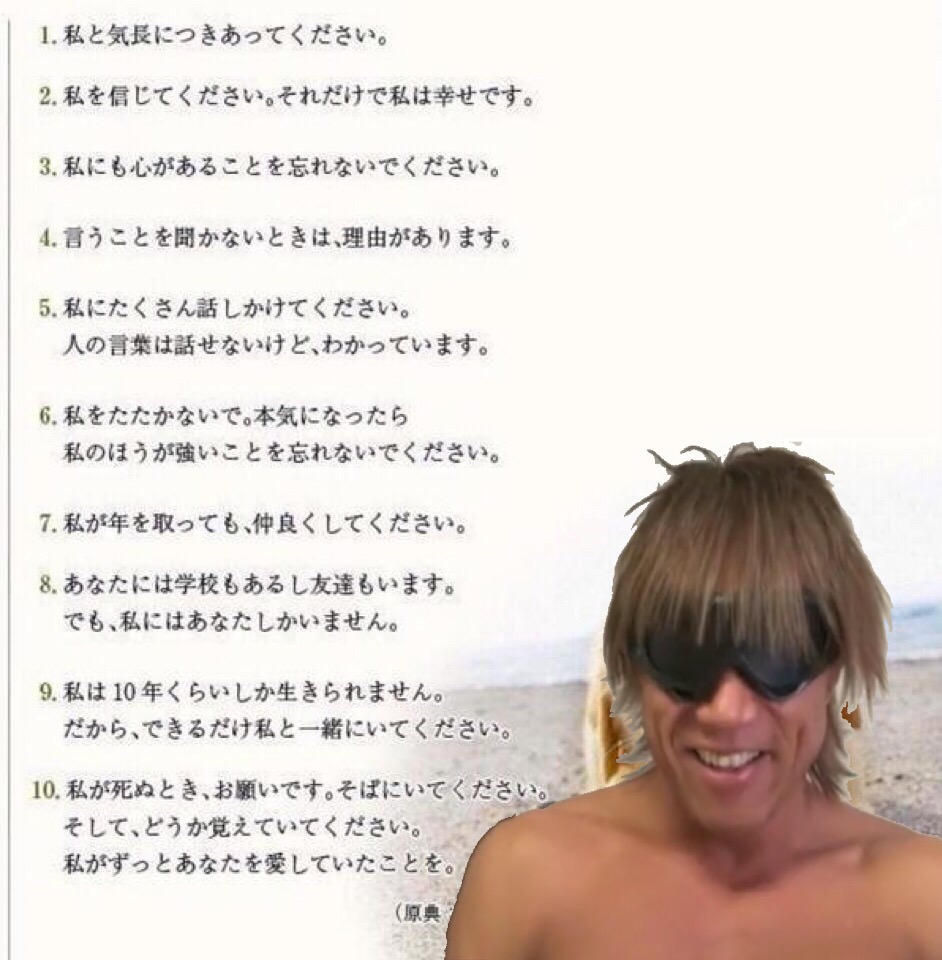 1. 私と気長につきあってください。
2. 私を信じてください。それだけで私は幸せです。
3. 私にも心があることを忘れないでください。
4. 言うことを聞かないときは、理由があります。
5. 私にたくさん話しかけてください。
人の言葉は話せないけど、わかっています。
6. 私をたたかないで。本気になったら
私のほうが強いことを忘れないでください。
7. 私が年を取っても、仲良くしてください。
8. あなたには学校もあるし友達もいます。
でも、私にはあなたしかいません。
9. 私は10年くらいしか生きられません。
だから、できるだけ私と一緒にいてください。
10. 私が死ぬとき、お願いです。そばにいてください。
そして、どうか覚えていてください。
私がずっとあなたを愛していたことを。
（原典